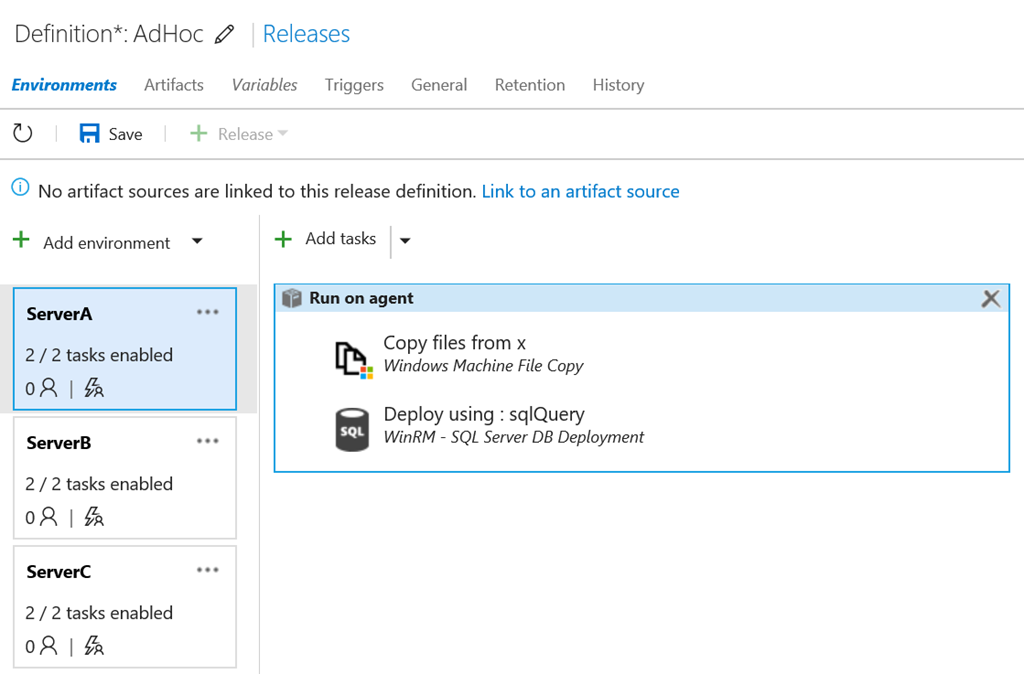 Definition*: AdHoc | Releases
Environments Artifacts Variables Triggers General Retention History
Save Release
No artifact sources are linked to this release definition. Link to an artifact source
Add environment
Add tasks
ServerA
2 / 2 tasks enabled
0 |
ServerB
2 / 2 tasks enabled
0 |
ServerC
2 / 2 tasks enabled
0 |
Run on agent
Copy files from x
Windows Machine File Copy
SQL
Deploy using : sqlQuery
WinRM - SQL Server DB Deployment